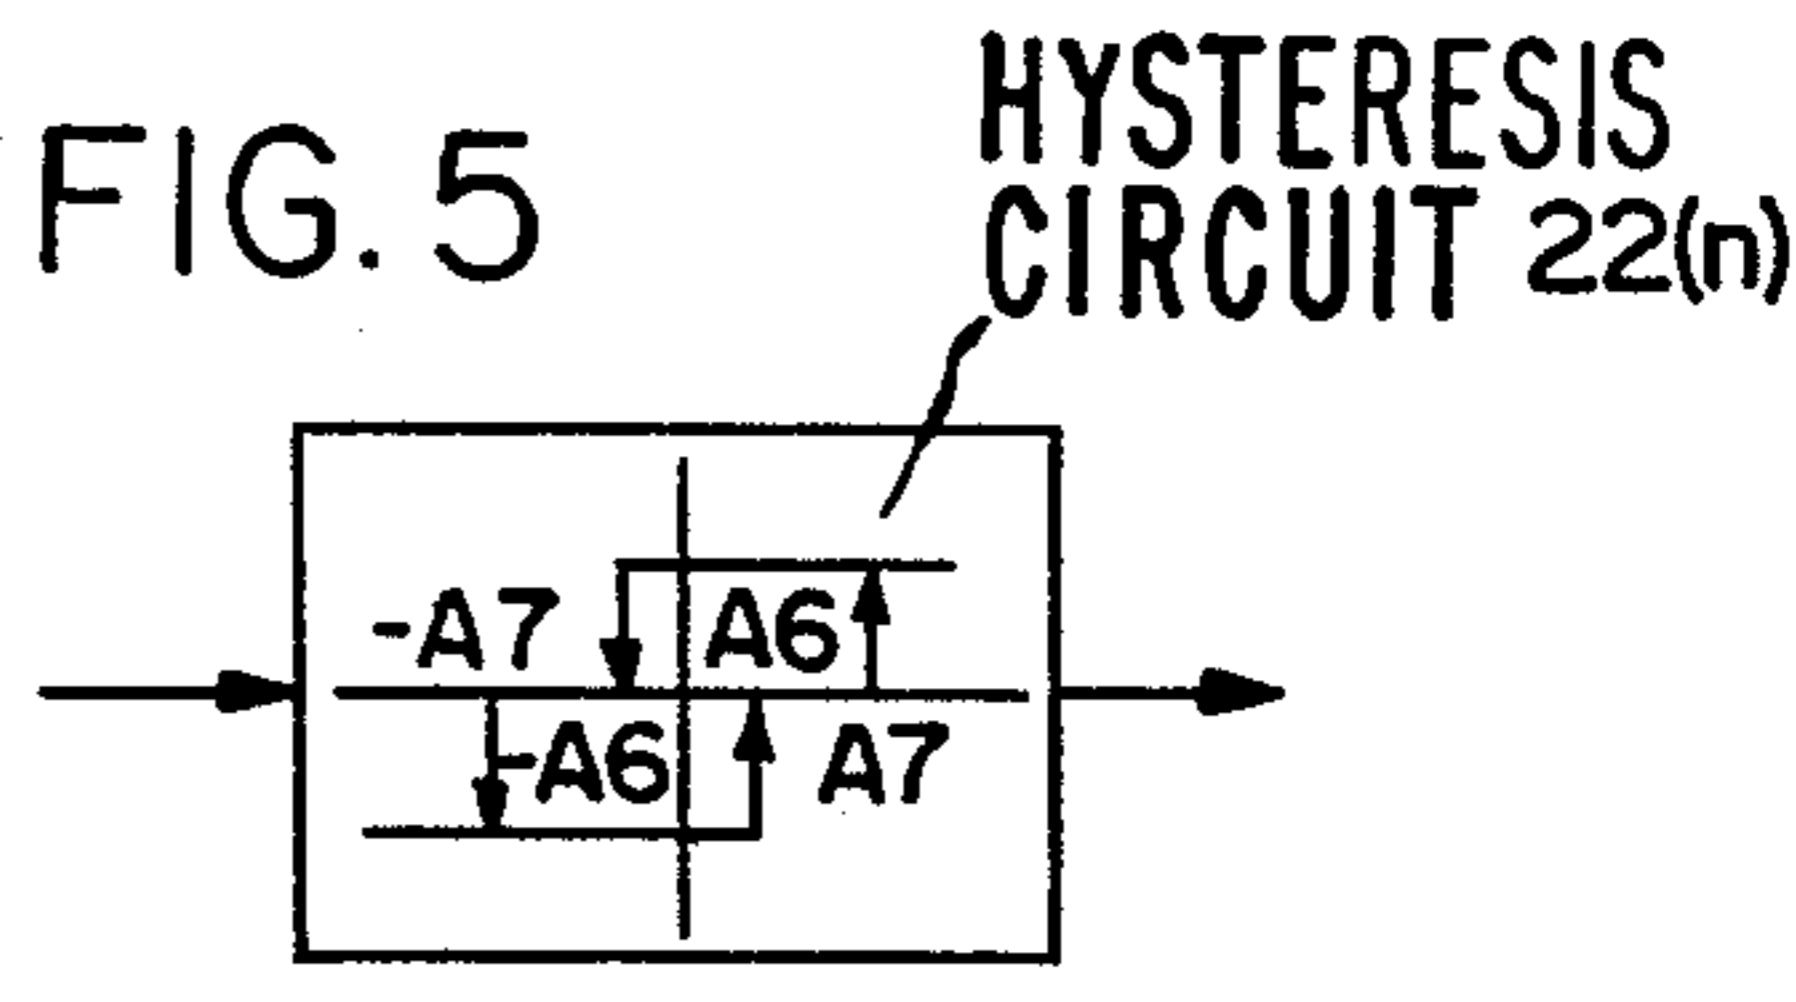 FIG. 5
HYSTERESIS
CIRCUIT 22(n)
-A7
A6
-A6
A7